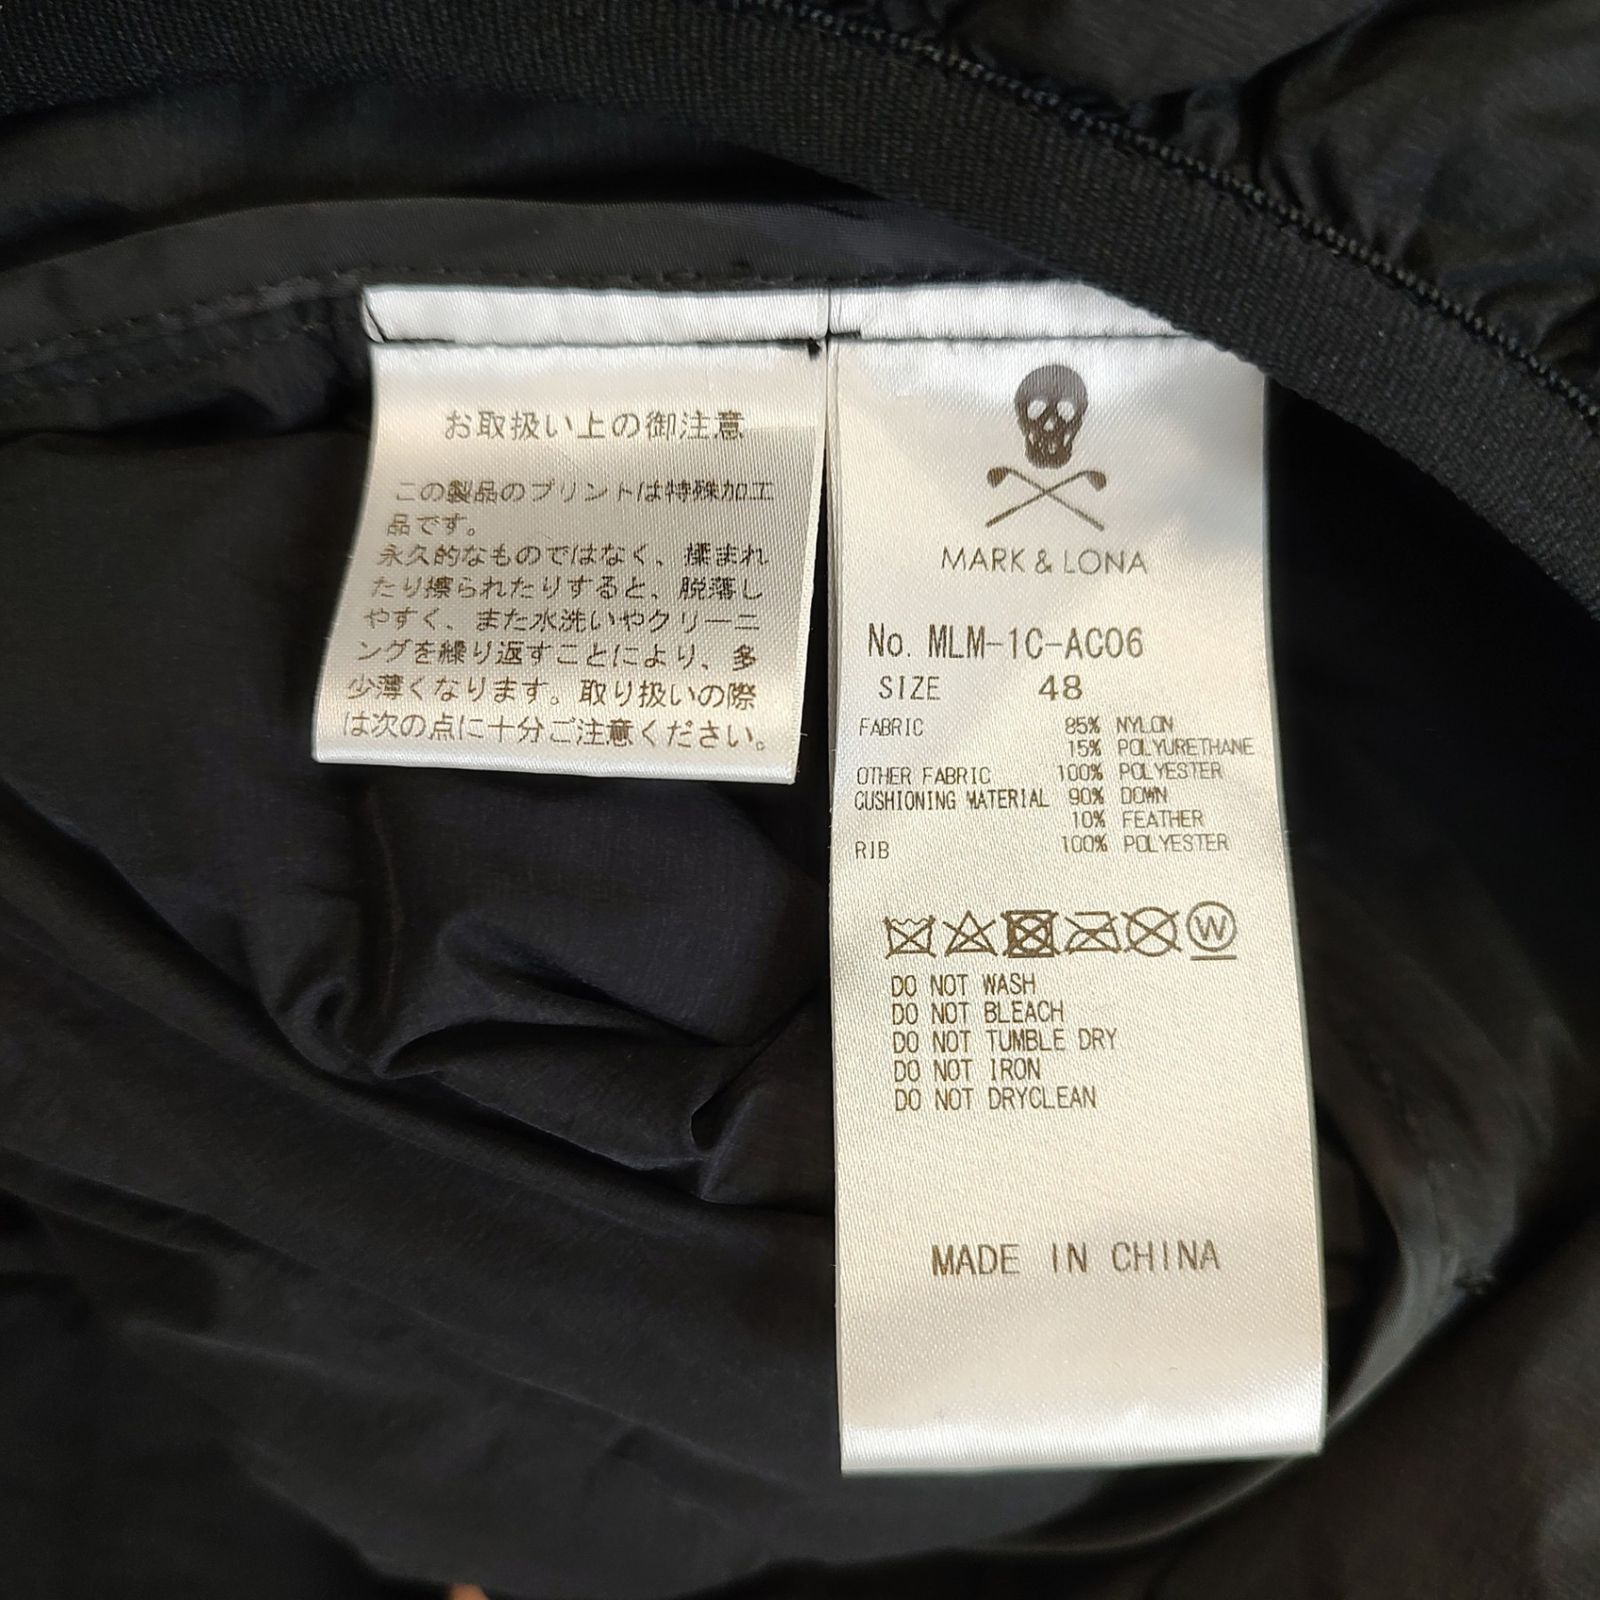 お取扱い上の御注意
この製品のプリントは特殊加工
品です。
永久的なものではなく、揉まれ
たり擦られたりすると、脱落し
やすく、また水洗いやクリーニ
ングを繰り返すことにより、多
少薄くなります。取り扱いの際
は次の点に十分ご注意ください。
MARK & LONA
No. MLM-1C-AC06
SIZE 48
FABRIC 85% NYLON
15% POLYURETHANE
OTHER FABRIC 100% POLYESTER
CUSHIONING MATERIAL 90% DOWN
10% FEATHER
RIB 100% POLYESTER
W
DO NOT WASH
DO NOT BLEACH
DO NOT TUMBLE DRY
DO NOT IRON
DO NOT DRYCLEAN
MADE IN CHINA